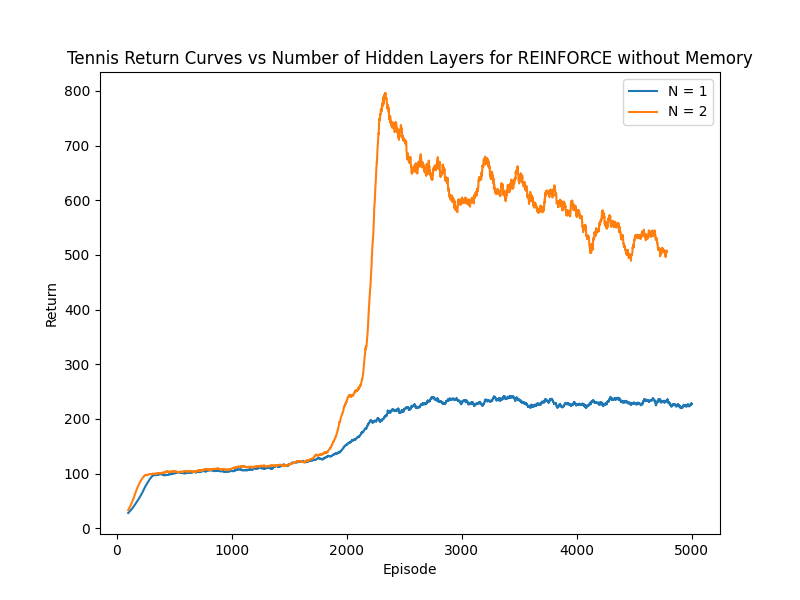 Tennis Return Curves vs Number of Hidden Layers for REINFORCE without Memory
N = 1
N = 2
800
700
600
500
400
300
200
100
0
Return
0 1000 2000 3000 4000 5000
Episode